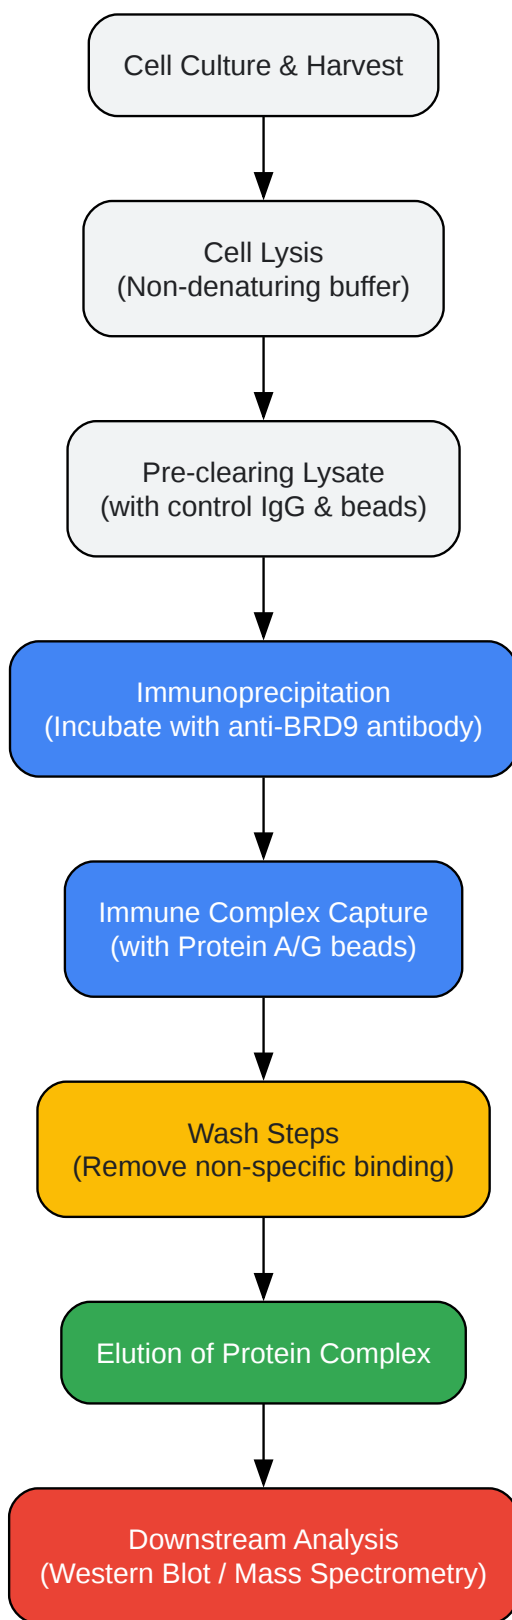 Cell Culture & Harvest
Cell Lysis
(Non-denaturing buffer)
Pre-clearing Lysate
(with control IgG & beads)
Immunoprecipitation
(Incubate with anti-BRD9 antibody)
Immune Complex Capture
(with Protein A/G beads)
Wash Steps
(Remove non-specific binding)
Elution of Protein Complex
Downstream Analysis
(Western Blot / Mass Spectrometry)